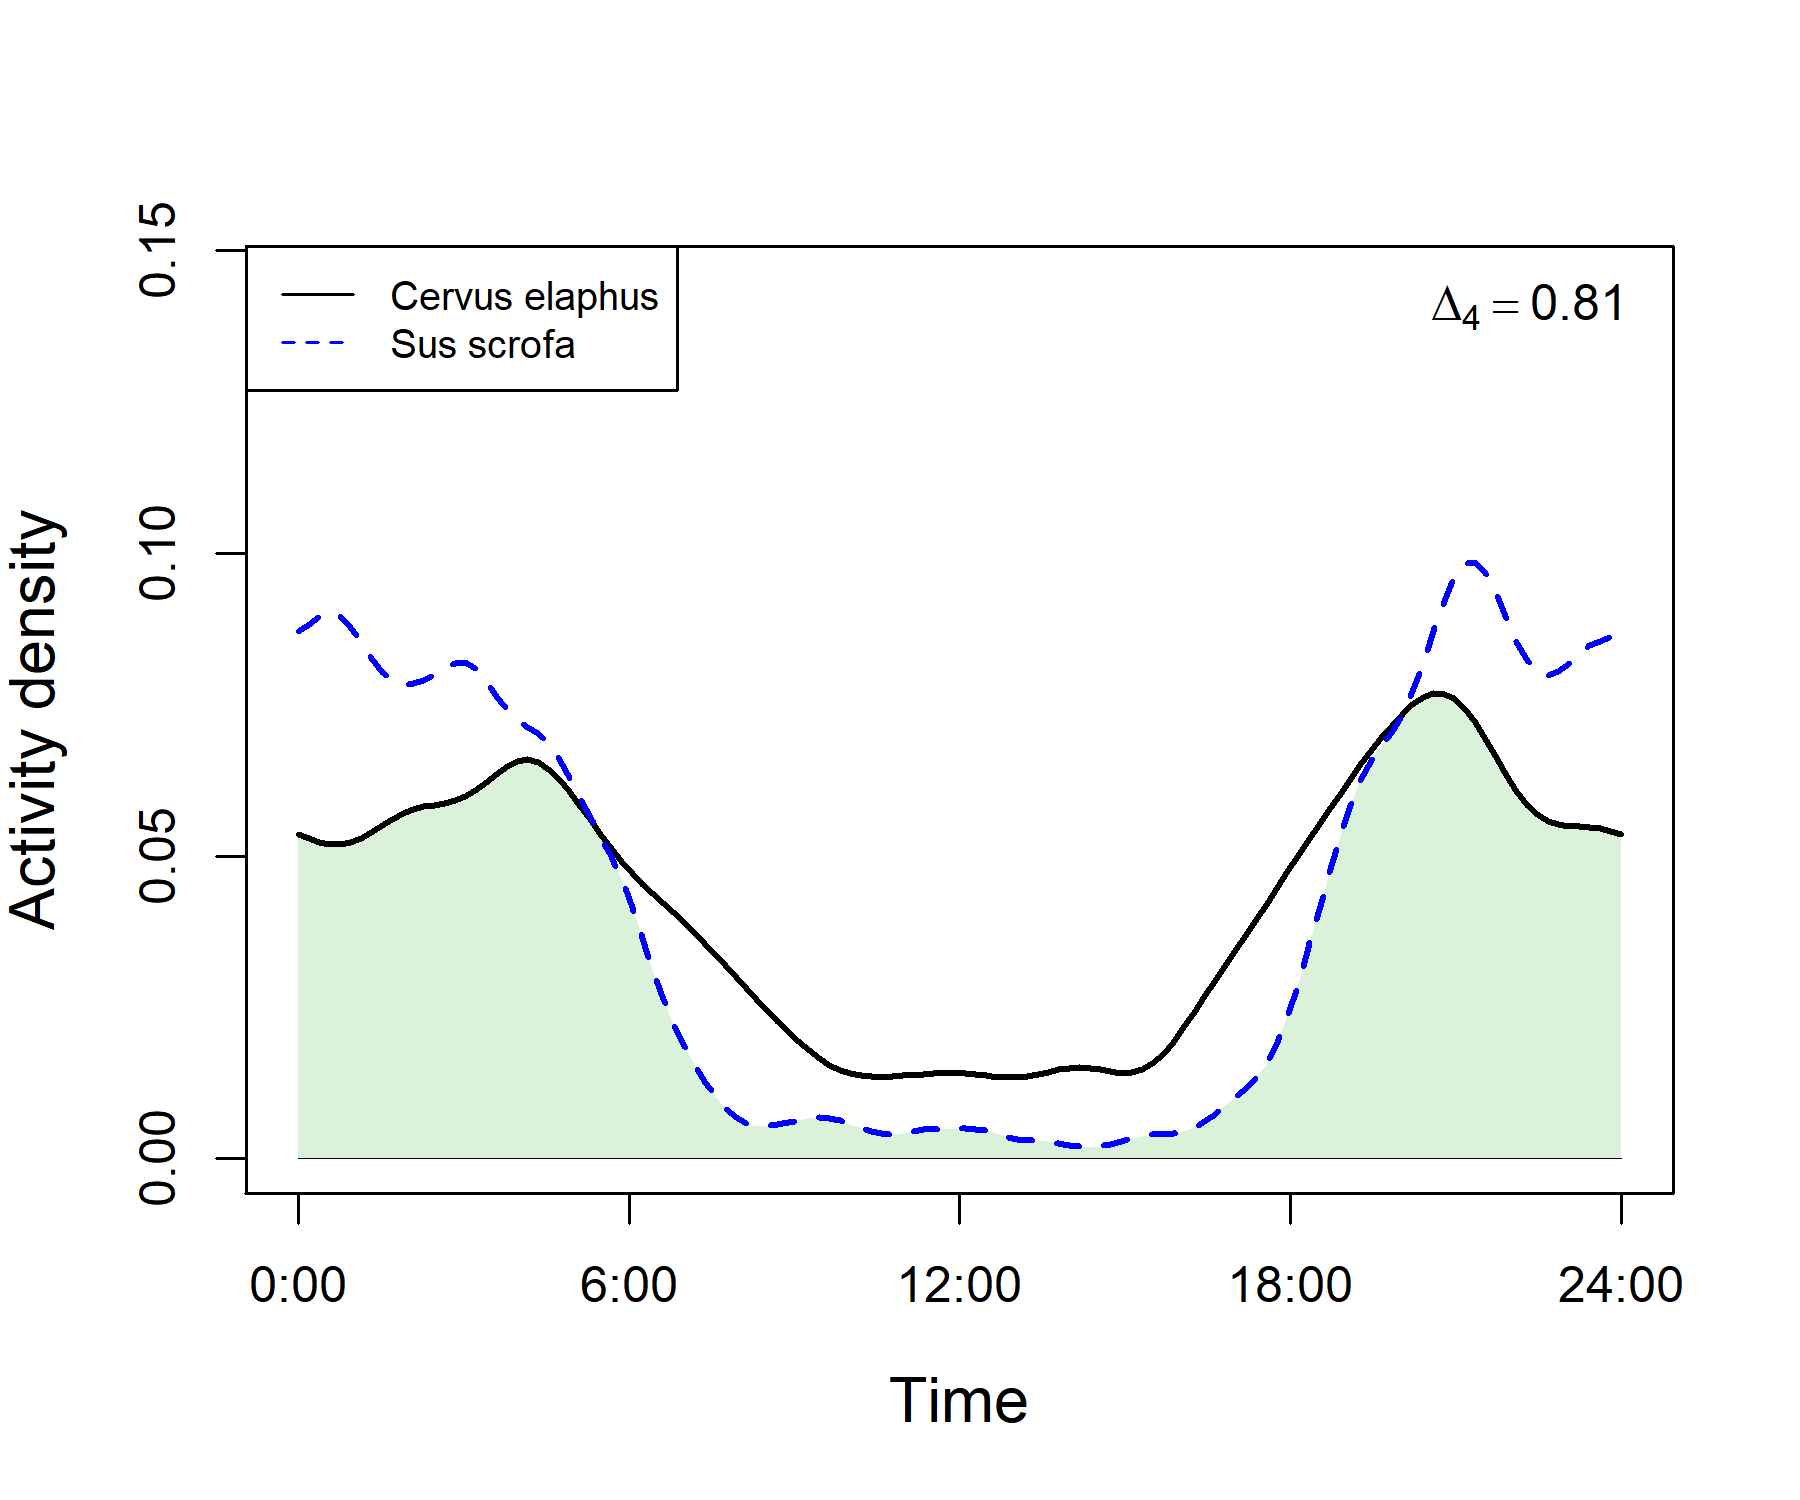 0.15
Cervus elaphus
Sus scrofa
Δ4 = 0.81
0.10
Activity density
0.05
0.00
0:00 6:00 12:00 18:00 24:00
Time